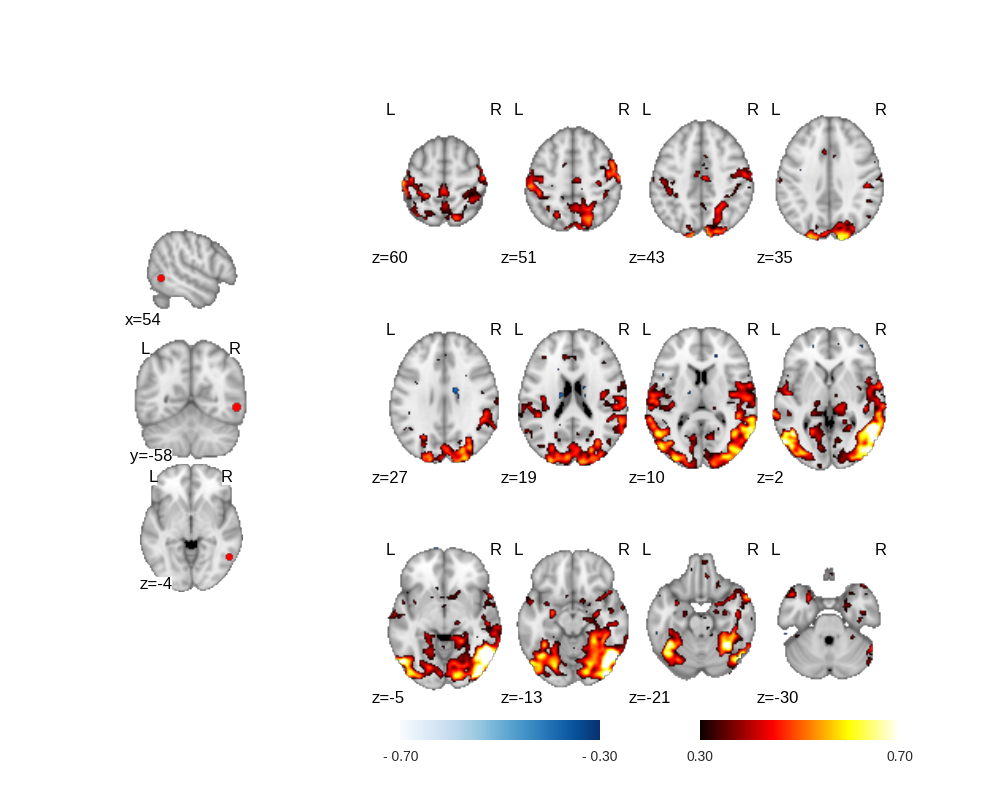 L R L R L R L R
z=60 z=51 z=43 z=35
x=54
L R
y=-58
L R
z=-4
L R L R L R L R
z=27 z=19 z=10 z=2
L R L R L R L R
z=-5 z=-13 z=-21 z=-30
- 0.70 - 0.30 0.30 0.70